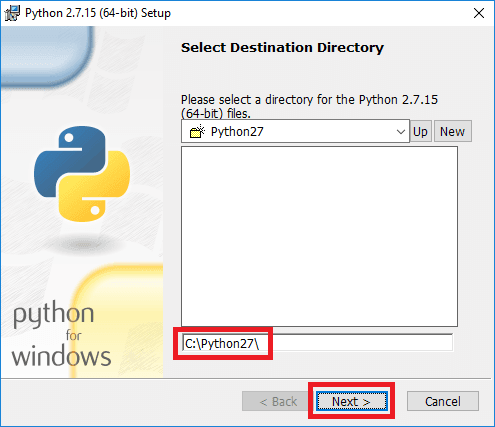 Python 2.7.15 (64-bit) Setup
Select Destination Directory
Please select a directory for the Python 2.7.15
(64-bit) files.
Python27
Up
New
C:\Python27\
python
for
windows
< Back
Next >
Cancel